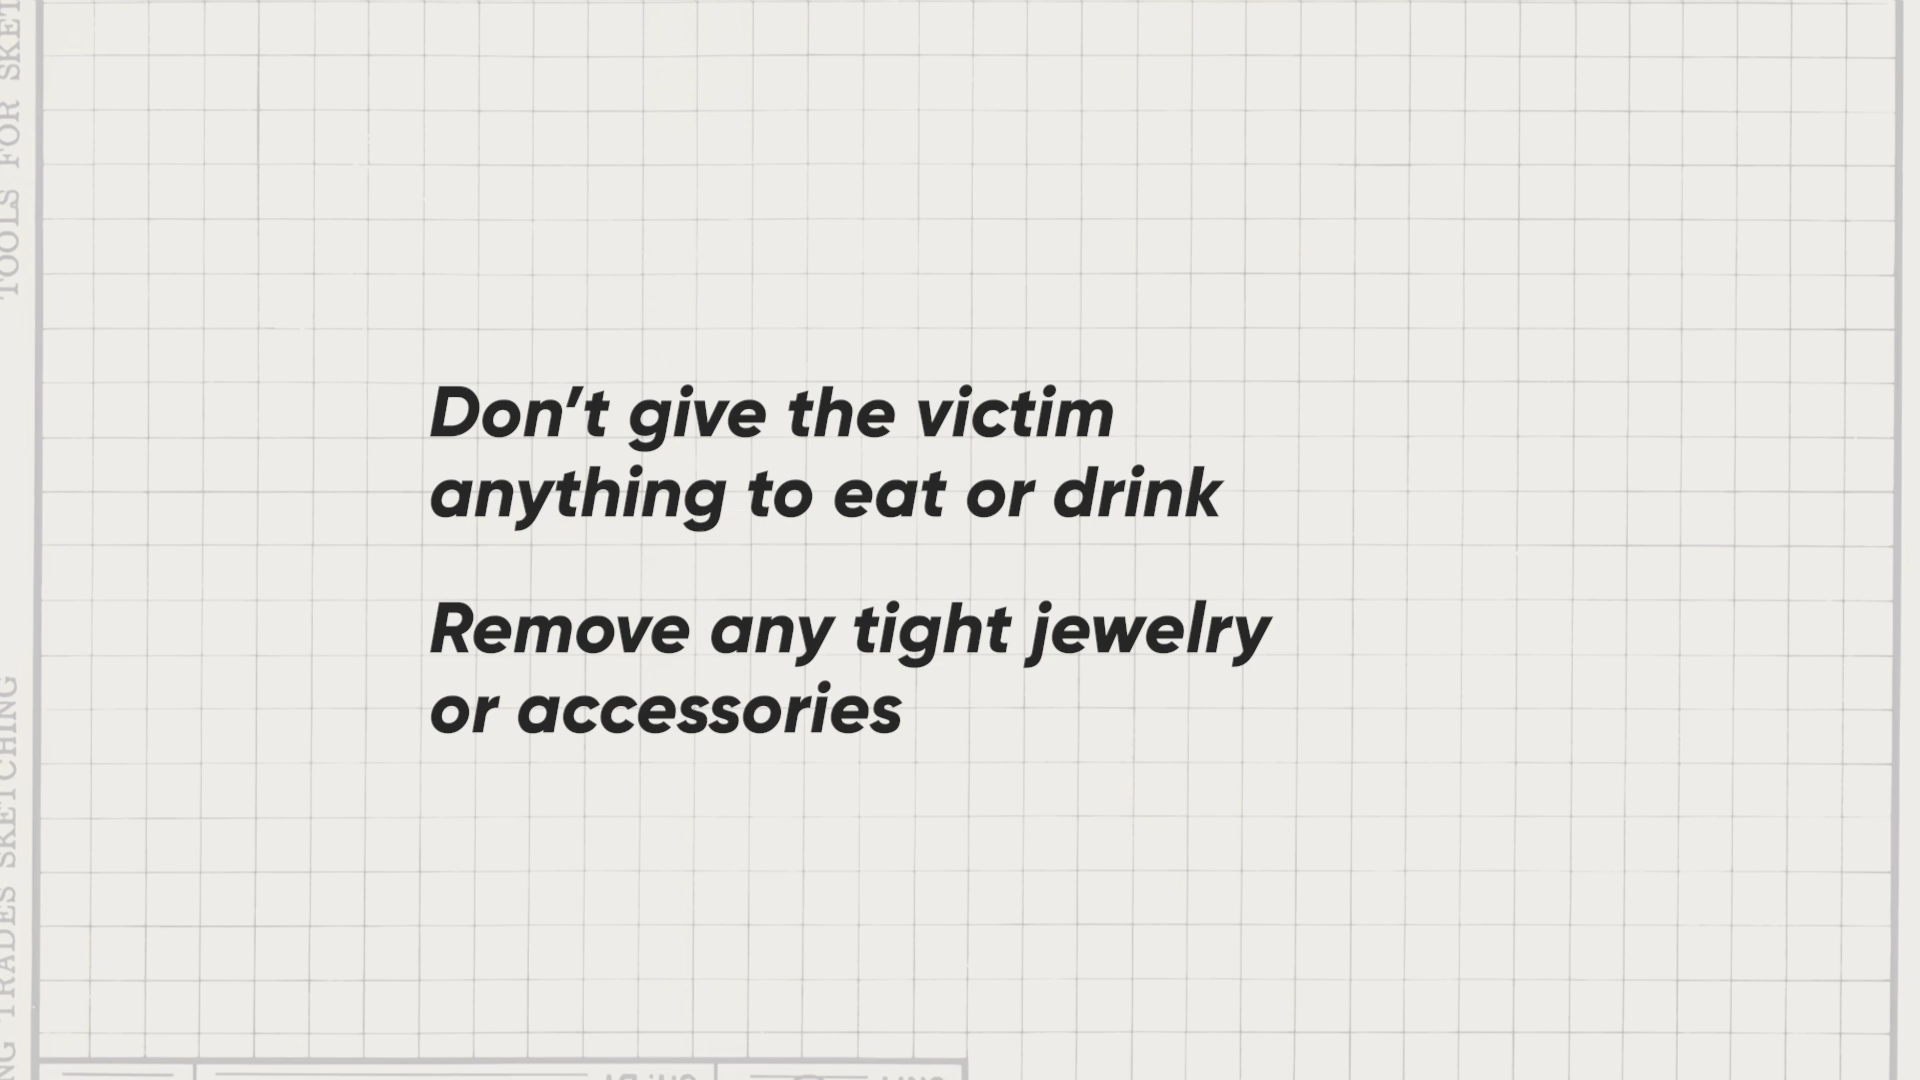 Don’t give the victim
anything to eat or drink
Remove any tight jewelry
or accessories
TOOLS FOR
TRADES SKETCHING